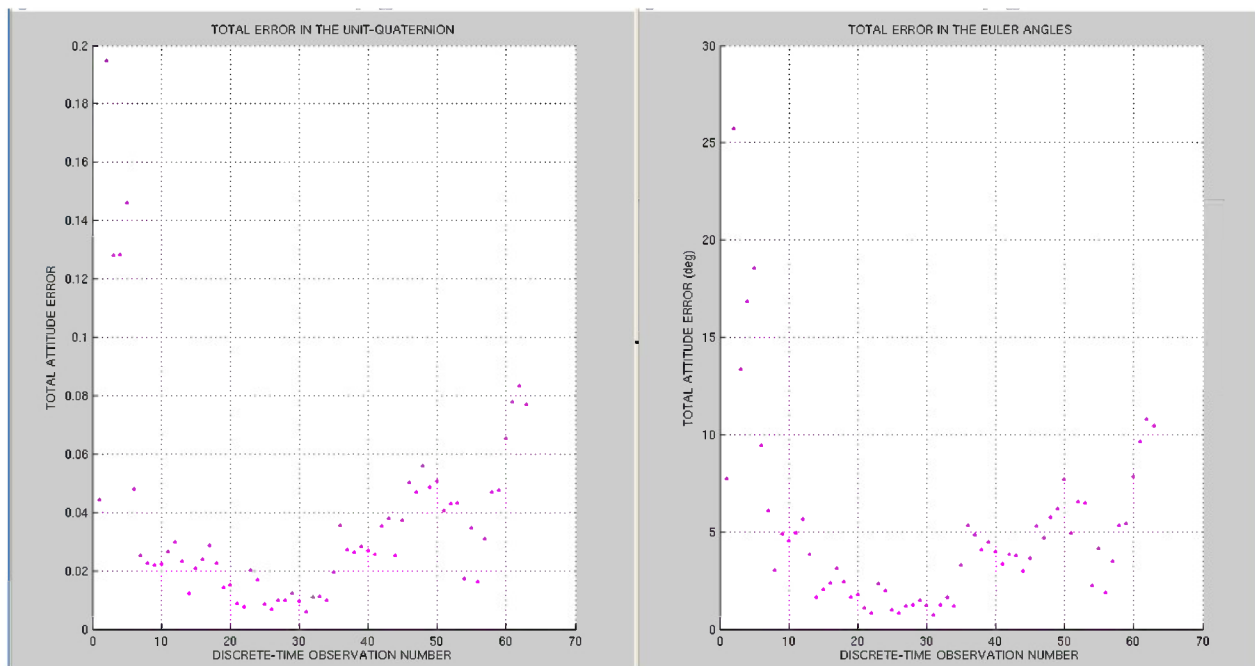 TOTAL ERROR IN THE UNIT-QUATERNION
0.2
0.18
0.16
0.14
0.12
0.1
0.08
0.06
0.04
0.02
0
TOTAL ATTITUDE ERROR
0 10 20 30 40 50 60 70
DISCRETE-TIME OBSERVATION NUMBER
TOTAL ERROR IN THE EULER ANGLES
30
25
20
15
10
5
0
TOTAL ATTITUDE ERROR (deg)
0 10 20 30 40 50 60 70
DISCRETE-TIME OBSERVATION NUMBER